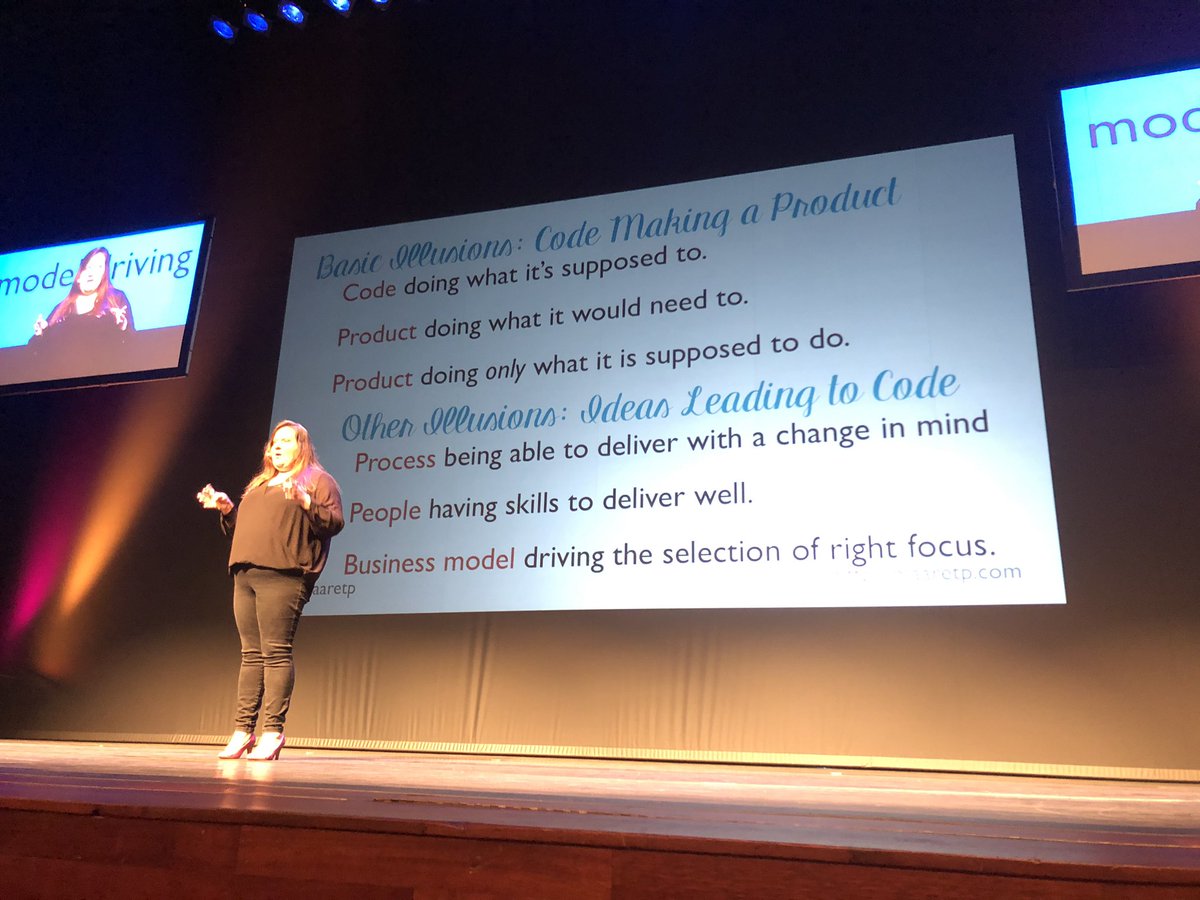 Basic Illusions: Code Making a Product
Code doing what it's supposed to.
Product doing what it would need to.
Product doing only what it is supposed to do.
Other Illusions: Ideas Leading to Code
Process being able to deliver with a change in mind
People having skills to deliver well.
Business model driving the selection of right focus.
aaretp
aaretp.com
mode riving
mod